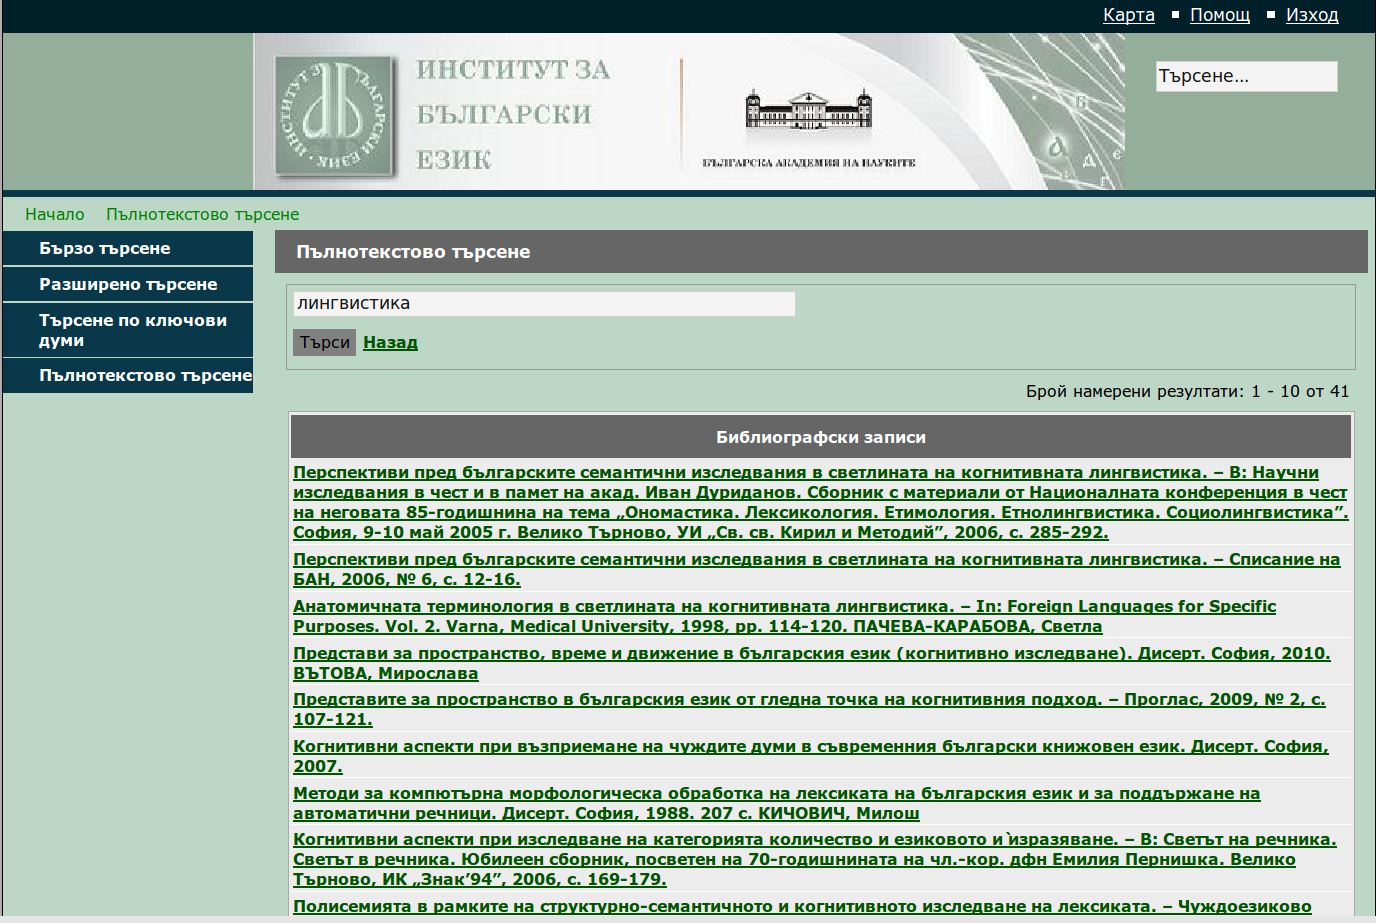 Карта Помощ Изход
ИНСТИТУТ ЗА
БЪЛГАРСКИ
ЕЗИК
ИНСТИТУТ ЗА БЪЛГАРСКИ ЕЗИК
БЪЛГАРСКА АКАДЕМИЯ НА НАУКИТЕ
Търсене...
Начало Пълнотекстово търсене
Бързо търсене
Разширено търсене
Търсене по ключови
думи
Пълнотекстово търсене
Пълнотекстово търсене
лингвистика
Търси Назад
Брой намерени резултати: 1 - 10 от 41
Библиографски записи
Перспективи пред българските семантични изследвания в светлината на когнитивната лингвистика. – В: Научни
изследвания в чест и в памет на акад. Иван Дуриданов. Сборник с материали от Националната конференция в чест
на неговата 85-годишнина на тема „Ономастика. Лексикология. Етимология. Етнолингвистика. Социолингвистика”.
София, 9-10 май 2005 г. Велико Търново, УИ „Св. св. Кирил и Методий”, 2006, с. 285-292.
Перспективи пред българските семантични изследвания в светлината на когнитивната лингвистика. – Списание на
БАН, 2006, № 6, с. 12-16.
Анатомичната терминология в светлината на когнитивната лингвистика. – In: Foreign Languages for Specific
Purposes. Vol. 2. Varna, Medical University, 1998, pp. 114-120. ПАЧЕВА-КАРАБОВА, Светла
Представи за пространство, време и движение в българския език (когнитивно изследване). Дисерт. София, 2010.
ВЪТОВА, Мирослава
Представите за пространство в българския език от гледна точка на когнитивния подход. – Проглас, 2009, № 2, с.
107-121.
Когнитивни аспекти при възприемане на чуждите думи в съвременния български книжовен език. Дисерт. София,
2007.
Методи за компютърна морфологическа обработка на лексиката на българския език и за поддържане на
автоматични речници. Дисерт. София, 1988. 207 с. КИЧОВИЧ, Милош
Когнитивни аспекти при изследване на категорията количество и езиковото и ̀изразяване. – В: Светът на речника.
Светът в речника. Юбилеен сборник, посветен на 70-годишнината на чл.-кор. дфн Емилия Пернишка. Велико
Търново, ИК „Знак’94”, 2006, с. 169-179.
Полисемията в рамките на структурно-семантичното и когнитивното изследване на лексиката. – Чуждоезиково